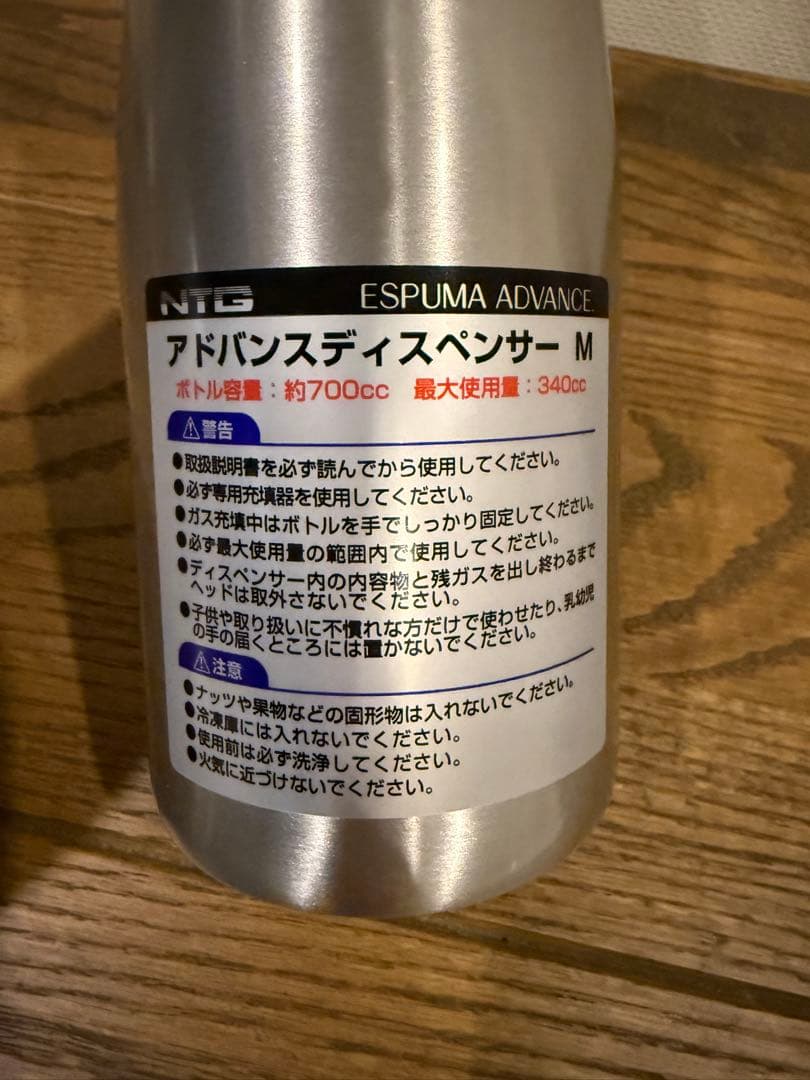 NTG ESPUMA ADVANCE.
アドバンスディスペンサー M
ボトル容量：約700cc 最大使用量：340cc
⚠警告
●取扱説明書を必ず読んでから使用してください。
●必ず専用充填器を使用してください。
●ガス充填中はボトルを手でしっかり固定してください。
●必ず最大使用量の範囲内で使用してください。
●ディスペンサー内の内容物と残ガスを出し終わるまで
ヘッドは取外さないでください。
●子供や取り扱いに不慣れな方だけで使わせたり、乳幼児
の手の届くところには置かないでください。
⚠注意
●ナッツや果物などの固形物は入れないでください。
●冷凍庫には入れないでください。
●使用前は必ず洗浄してください。
●火気に近づけないでください。